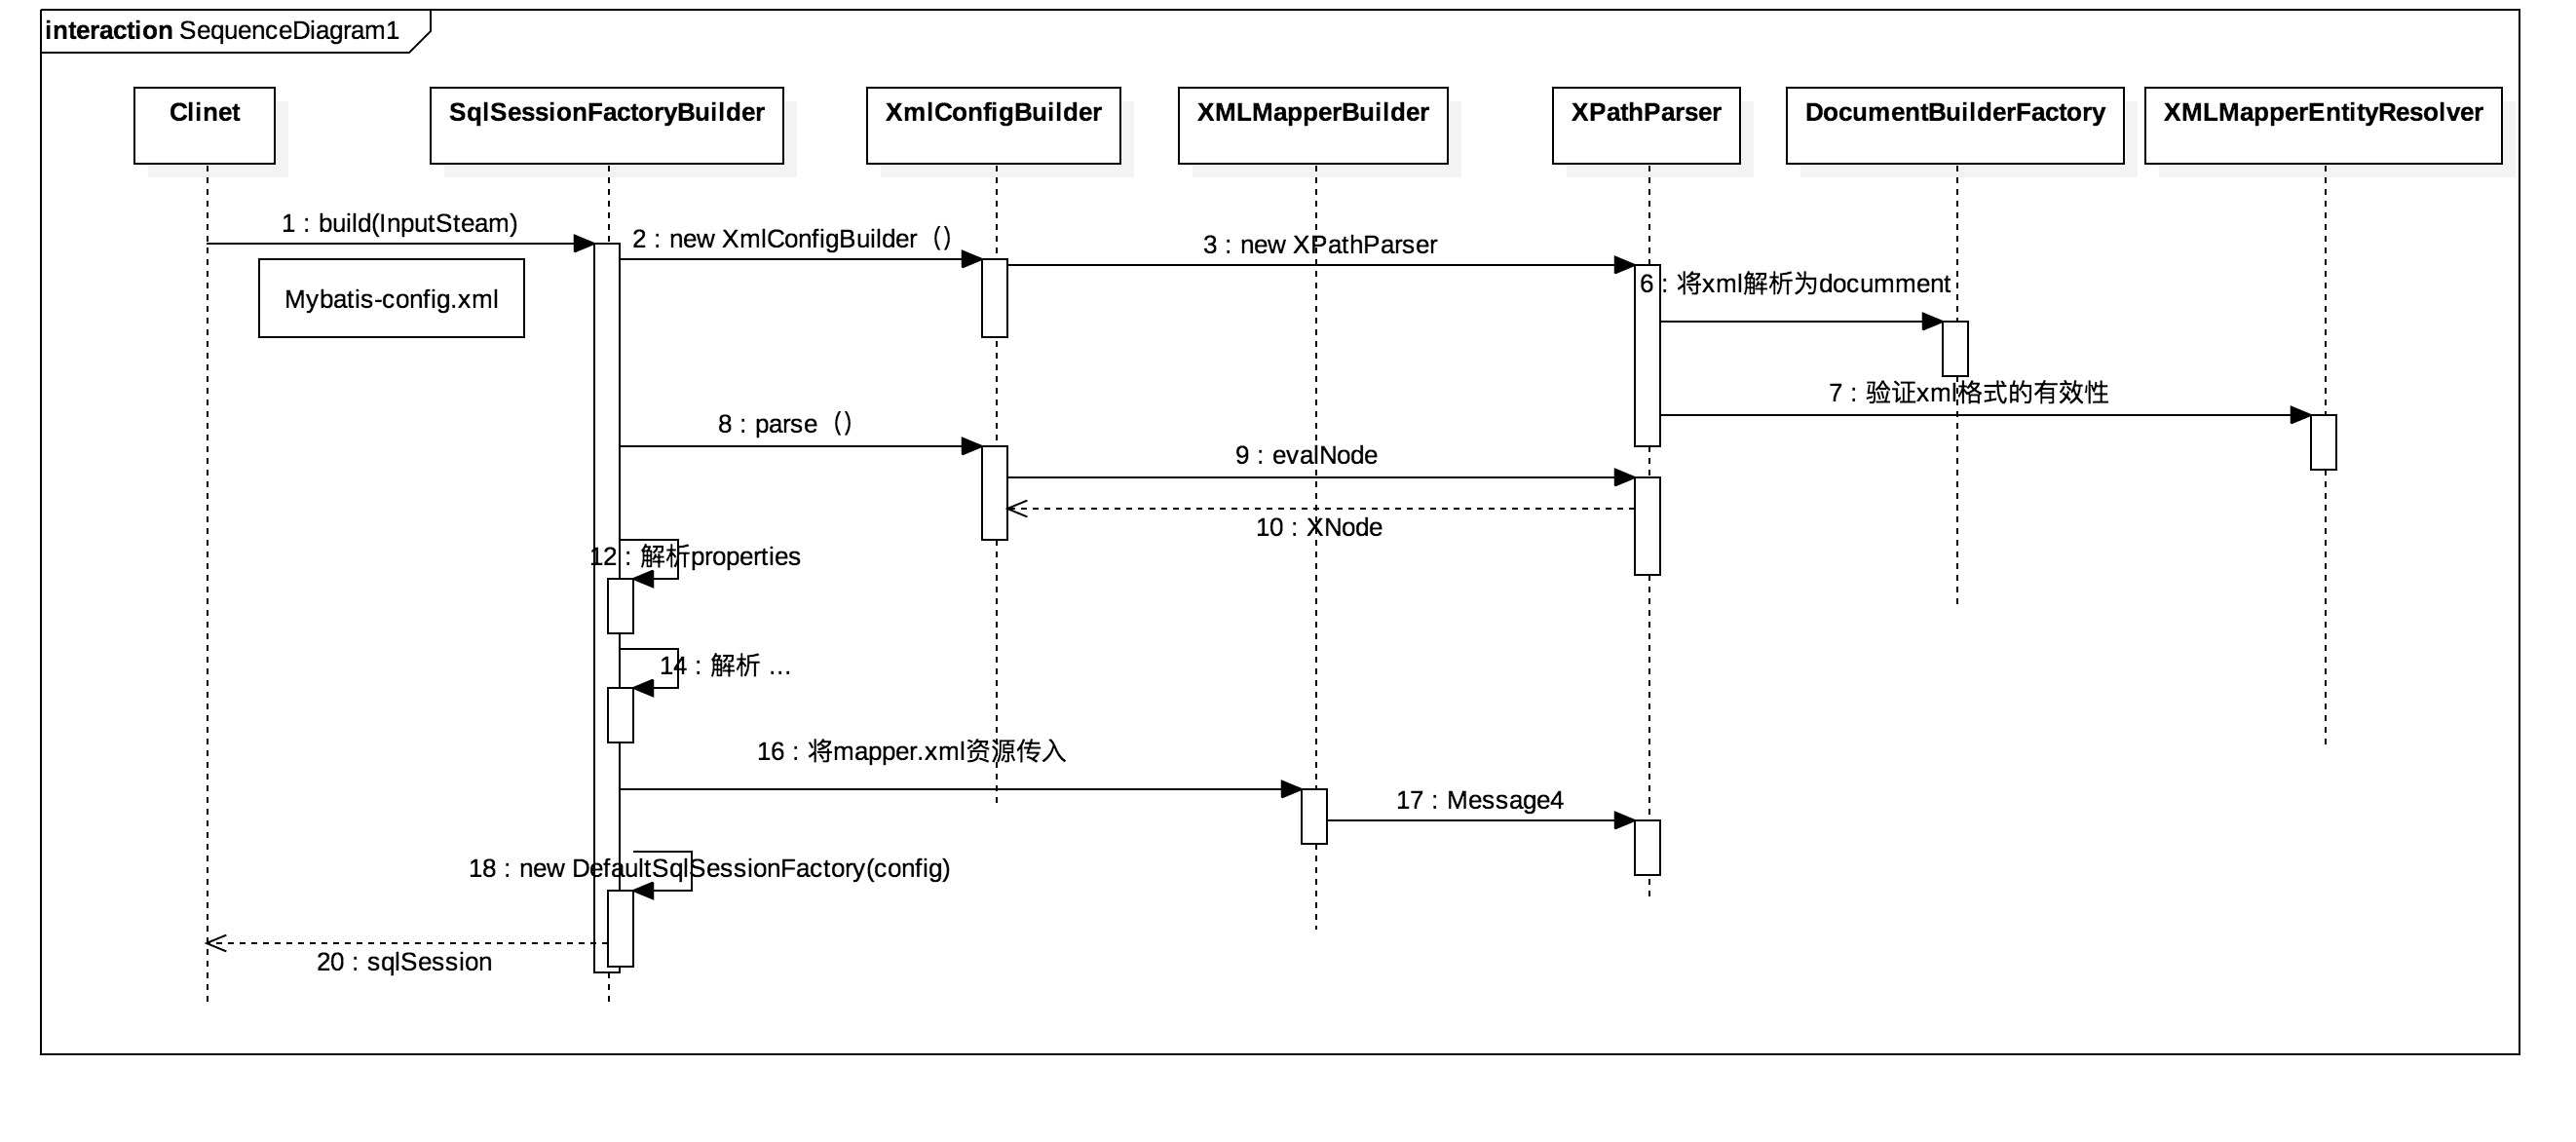 interaction SequenceDiagram1
Clinet
SqlSessionFactoryBuilder
XmlConfigBuilder
XMLMapperBuilder
XPathParser
DocumentBuilderFactory
XMLMapperEntityResolver
1 : build(InputSteam)
2 : new XmlConfigBuilder（）
3 : new XPathParser
Mybatis-config.xml
6 : 将xml解析为documment
7 : 验证xml格式的有效性
8 : parse（）
9 : evalNode
10 : XNode
12 : 解析properties
14 : 解析 ...
16 : 将mapper.xml资源传入
17 : Message4
18 : new DefaultSqlSessionFactory(config)
20 : sqlSession